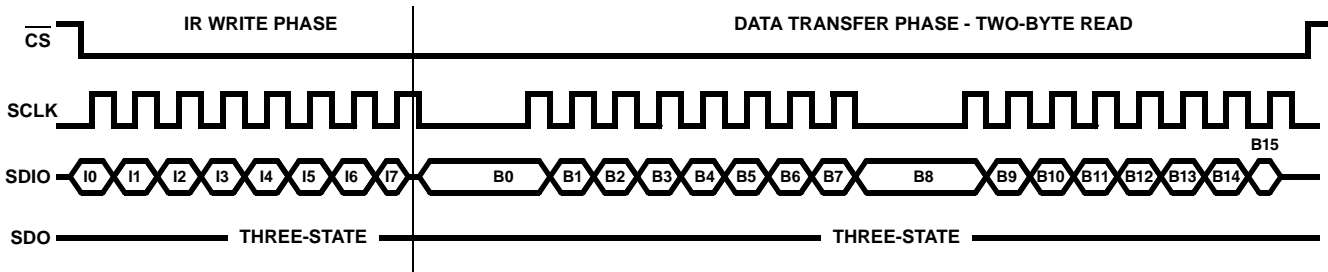 IR WRITE PHASE DATA TRANSFER PHASE - TWO-BYTE READ
CS
SCLK
B15
SDIO I0 I1 I2 I3 I4 I5 I6 I7 B0 B1 B2 B3 B4 B5 B6 B7 B8 B9 B10 B11 B12 B13 B14
SDO THREE-STATE THREE-STATE